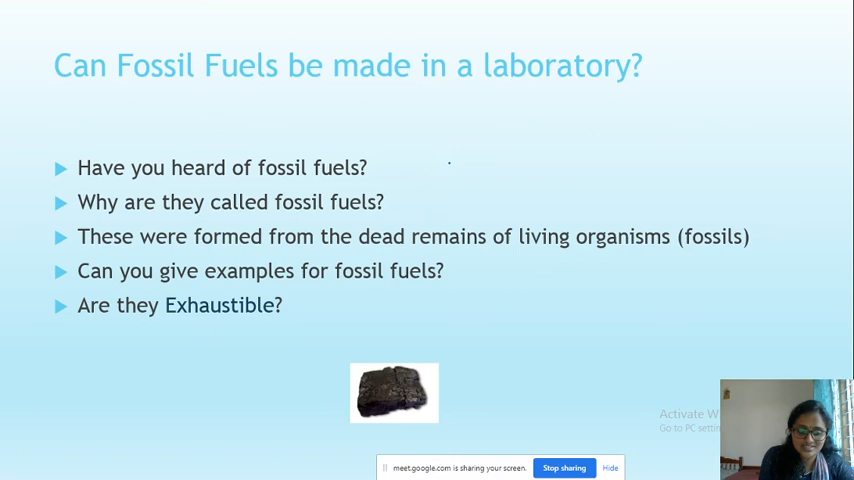 Can Fossil Fuels be made in a laboratory?
Have you heard of fossil fuels?
Why are they called fossil fuels?
These were formed from the dead remains of living organisms (fossils)
Can you give examples for fossil fuels?
Are they Exhaustible?
Activate W
Go to PC settin
meet.google.com is sharing your screen.
Stop sharing
Hide